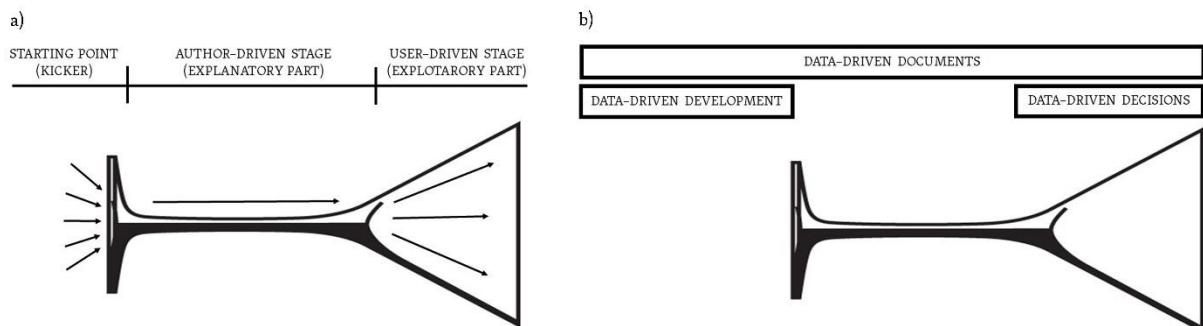 a)
STARTING POINT
(KICKER)
AUTHOR-DRIVEN STAGE
(EXPLANATORY PART)
USER-DRIVEN STAGE
(EXPLOTARORY PART)
b)
DATA-DRIVEN DOCUMENTS
DATA-DRIVEN DEVELOPMENT
DATA-DRIVEN DECISIONS